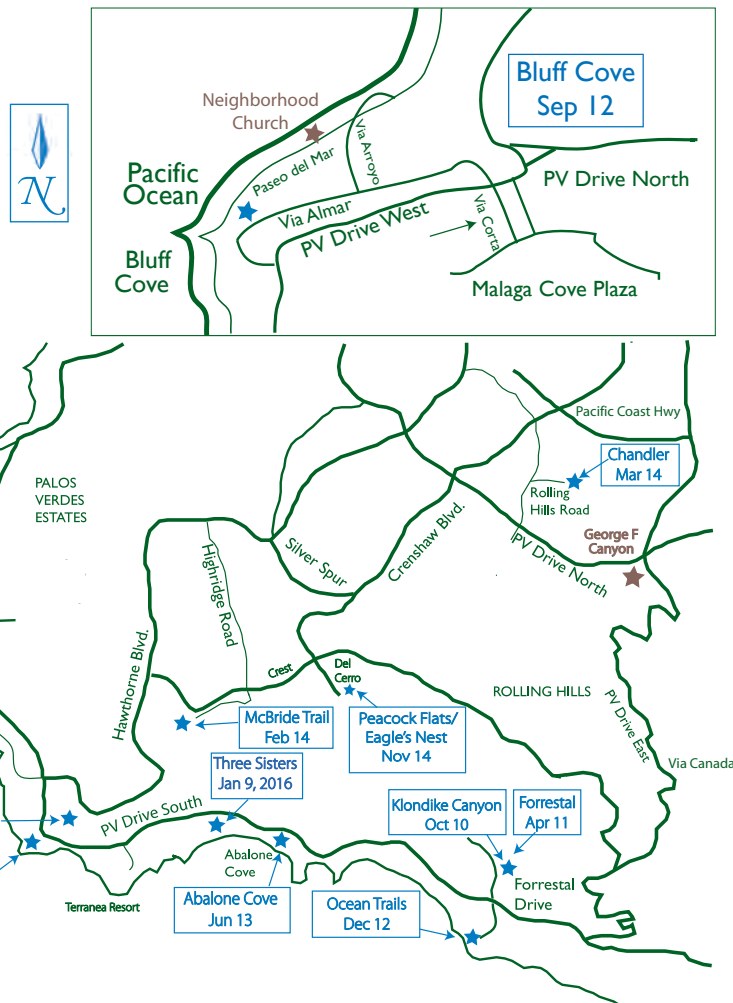 Bluff Cove
Sep 12
Neighborhood
Church
Via Arroyo
Pacific
Ocean
Paseo del Mar
PV Drive North
Via Almar
PV Drive West
Via Corta
Bluff
Cove
Malaga Cove Plaza
N
Pacific Coast Hwy
Chandler
Mar 14
PALOS
VERDES
ESTATES
Rolling
Hills Road
George F
Canyon
Silver Spur
Crenshaw Blvd.
PV Drive North
Highridge Road
Hawthorne Blvd.
Crest
Del
Cerro
ROLLING HILLS
PV Drive East
McBride Trail
Feb 14
Peacock Flats/
Eagle's Nest
Nov 14
Via Canada
Three Sisters
Jan 9, 2016
PV Drive South
Klondike Canyon
Oct 10
Forrestal
Apr 11
Abalone
Cove
Abalone Cove
Jun 13
Ocean Trails
Dec 12
Forrestal
Drive
Terranea Resort